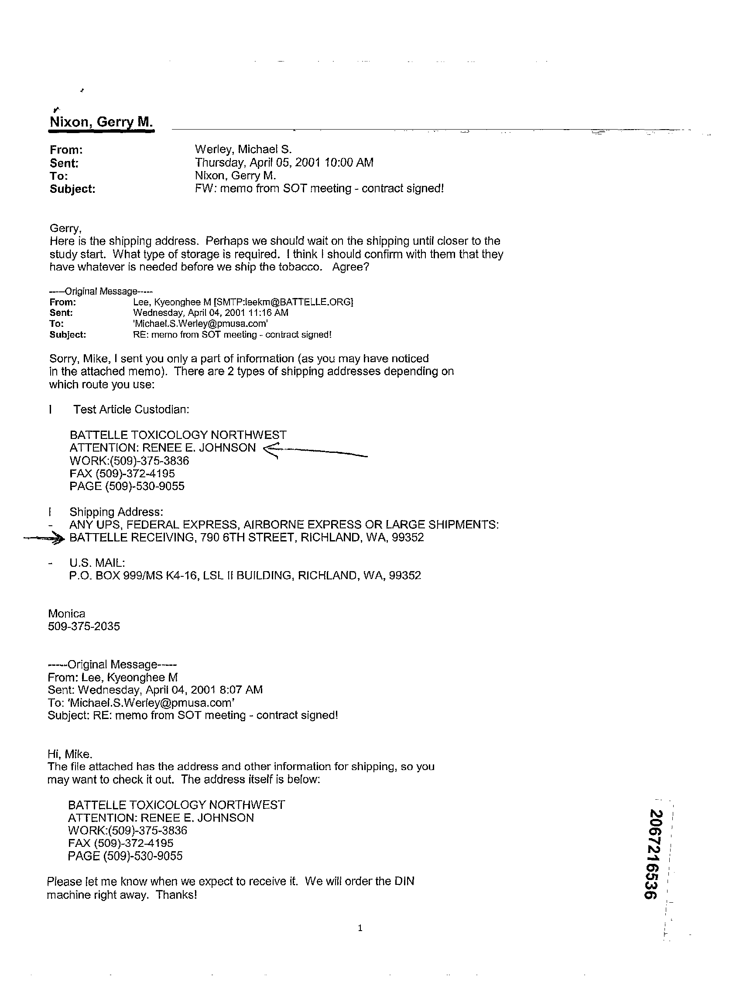 Nixon, Gerry M.
From: Werley, Michael S.
Sent: Thursday, April 05, 2001 10:00 AM
To: Nixon, Gerry M.
Subject: FW: memo from SOT meeting - contract signed!
Gerry,
Here is the shipping address. Perhaps we should wait on the shipping until closer to the
study start. What type of storage is required. I think I should confirm with them that they
have whatever is needed before we ship the tobacco. Agree?
-----Original Message-----
From: Lee, Kyeonghee M [SMTP:leekm@BATTELLE.ORG]
Sent: Wednesday, April 04, 2001 11:16 AM
To: 'Michael.S.Werley@pmusa.com'
Subject: RE: memo from SOT meeting - contract signed!
Sorry, Mike, I sent you only a part of information (as you may have noticed
in the attached memo). There are 2 types of shipping addresses depending on
which route you use:
l Test Article Custodian:
BATTELLE TOXICOLOGY NORTHWEST
ATTENTION: RENEE E. JOHNSON
WORK:(509)-375-3836
FAX (509)-372-4195
PAGE (509)-530-9055
l Shipping Address:
- ANY UPS, FEDERAL EXPRESS, AIRBORNE EXPRESS OR LARGE SHIPMENTS:
BATTELLE RECEIVING, 790 6TH STREET, RICHLAND, WA, 99352
- U.S. MAIL:
P.O. BOX 999/MS K4-16, LSL II BUILDING, RICHLAND, WA, 99352
Monica
509-375-2035
-----Original Message-----
From: Lee, Kyeonghee M
Sent: Wednesday, April 04, 2001 8:07 AM
To: 'Michael.S.Werley@pmusa.com'
Subject: RE: memo from SOT meeting - contract signed!
Hi, Mike.
The file attached has the address and other information for shipping, so you
may want to check it out. The address itself is below:
BATTELLE TOXICOLOGY NORTHWEST
ATTENTION: RENEE E. JOHNSON
WORK:(509)-375-3836
FAX (509)-372-4195
PAGE (509)-530-9055
Please let me know when we expect to receive it. We will order the DIN
machine right away. Thanks!
1
2067216536